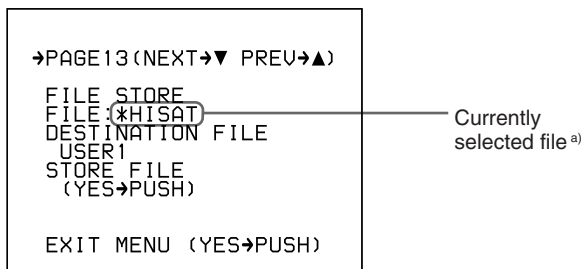 ➔PAGE13(NEXT➔▼ PREV➔▲)
FILE STORE
FILE:*HISAT
DESTINATION FILE
USER1
STORE FILE
(YES➔PUSH)
EXIT MENU (YES➔PUSH)
Currently
selected file a)